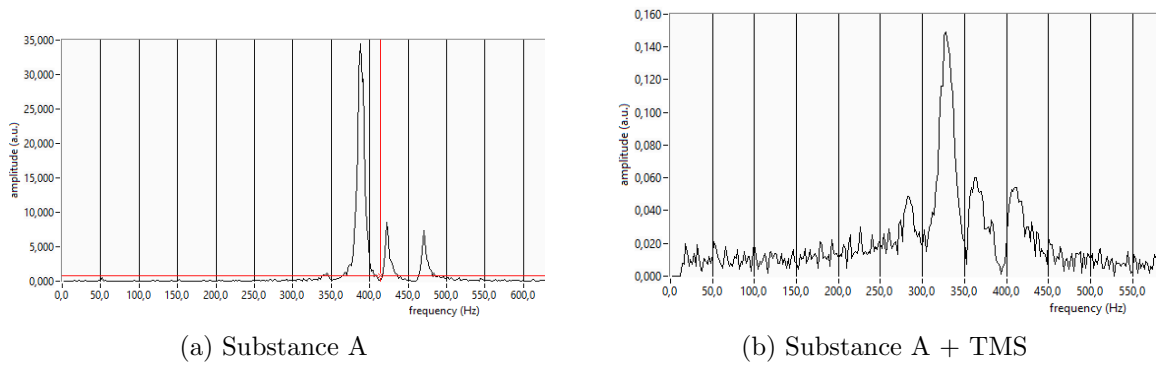 35,000
30,000
25,000
20,000
15,000
10,000
5,000
0,000
amplitude (a.u.)
0,0 50,0 100,0 150,0 200,0 250,0 300,0 350,0 400,0 450,0 500,0 550,0 600,0
frequency (Hz)
(a) Substance A
0,160
0,140
0,120
0,100
0,080
0,060
0,040
0,020
0,000
amplitude (a.u.)
0,0 50,0 100,0 150,0 200,0 250,0 300,0 350,0 400,0 450,0 500,0 550,0
frequency (Hz)
(b) Substance A + TMS